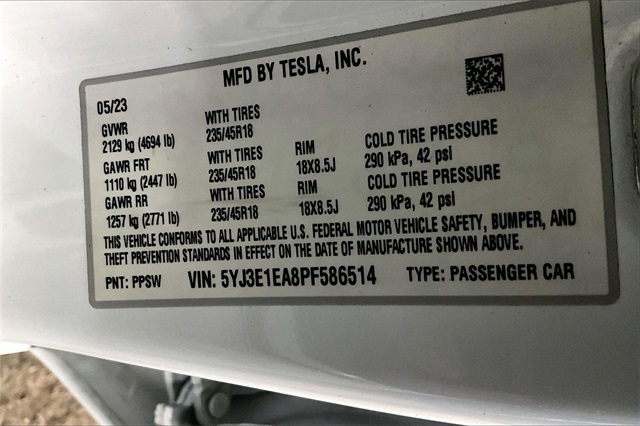 MFD BY TESLA, INC.
05/23
GVWR WITH TIRES
2129 kg (4694 lb) 235/45R18
GAWR FRT WITH TIRES RIM COLD TIRE PRESSURE
1110 kg (2447 lb) 235/45R18 18X8.5J 290 kPa, 42 psi
GAWR RR WITH TIRES RIM COLD TIRE PRESSURE
1257 kg (2771 lb) 235/45R18 18X8.5J 290 kPa, 42 psi
THIS VEHICLE CONFORMS TO ALL APPLICABLE U.S. FEDERAL MOTOR VEHICLE SAFETY, BUMPER, AND
THEFT PREVENTION STANDARDS IN EFFECT ON THE DATE OF MANUFACTURE SHOWN ABOVE.
PNT: PPSW VIN: 5YJ3E1EA8PF586514 TYPE: PASSENGER CAR